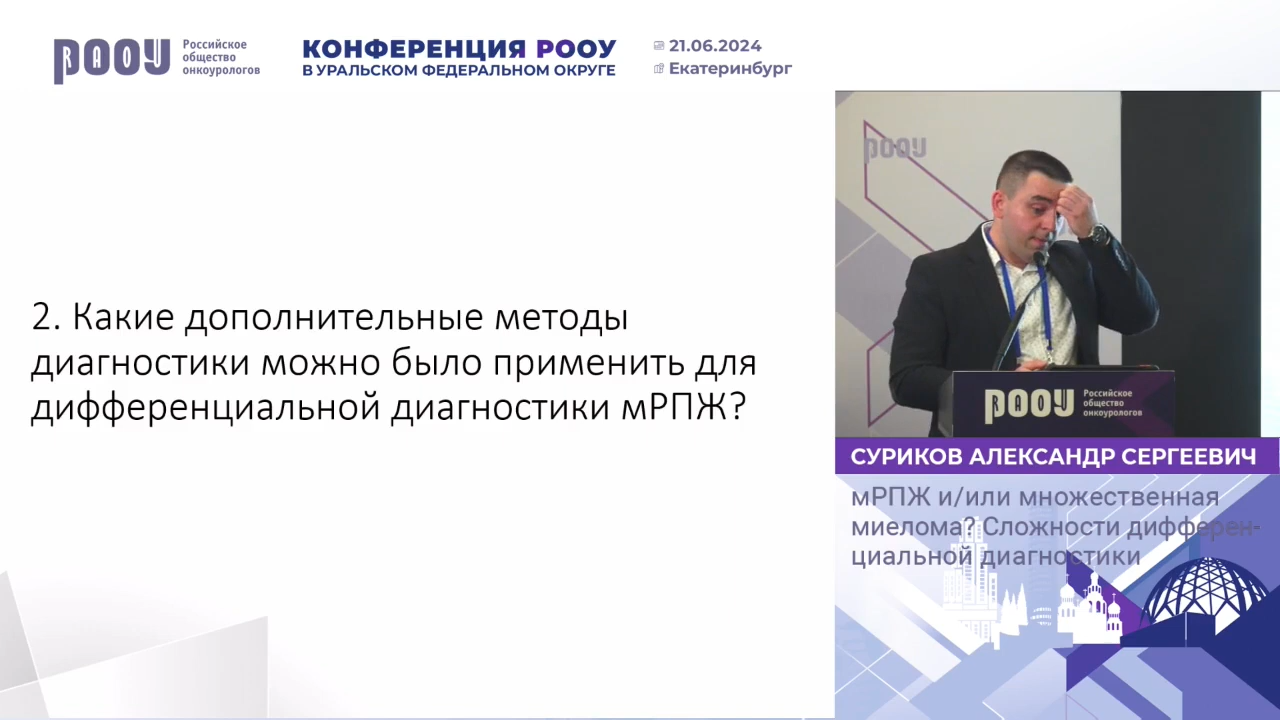 РООУ
RAOU
Российское
общество
онкоурологов
КОНФЕРЕНЦИЯ РООУ
В УРАЛЬСКОМ ФЕДЕРАЛЬНОМ ОКРУГЕ
21.06.2024
Екатеринбург
2. Какие дополнительные методы
диагностики можно было применить для
дифференциальной диагностики мРПЖ?
РООУ
РООУ
RAOU
Российское
общество
онкоурологов
СУРИКОВ АЛЕКСАНДР СЕРГЕЕВИЧ
мРПЖ и/или множественная
миелома? Сложности дифферен-
циальной диагностики